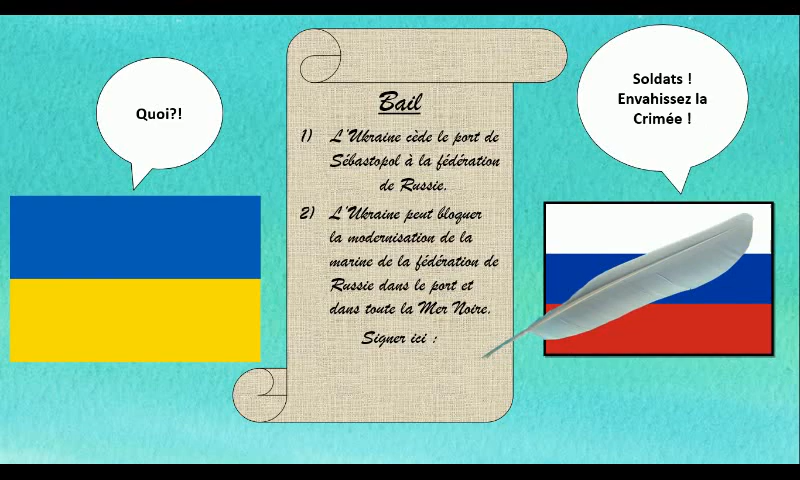 Quoi?!
Bail
1) L'Ukraine cède le port de
Sébastopol à la fédération
de Russie.
2) L'Ukraine peut bloquer
la modernisation de la
marine de la fédération de
Russie dans le port et
dans toute la Mer Noire.
Signer ici :
Soldats !
Envahissez la
Crimée !